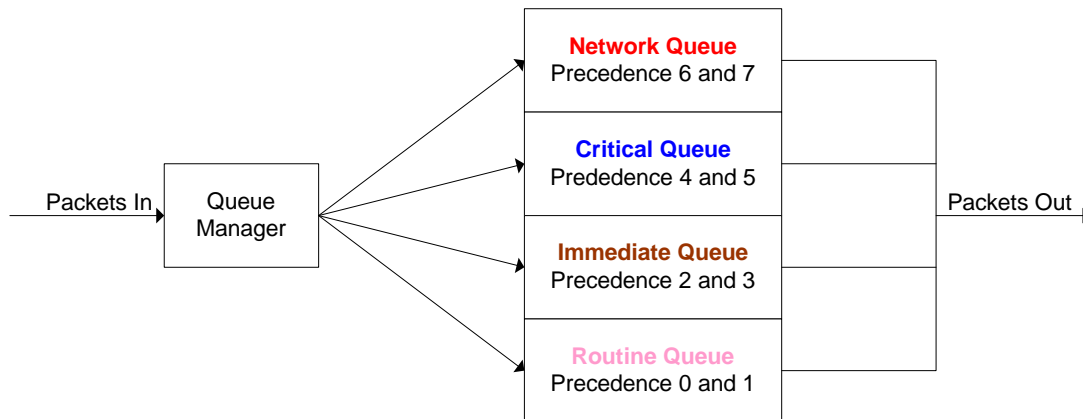 Network Queue
Precedence 6 and 7
Critical Queue
Prededence 4 and 5
Packets In
Queue
Manager
Packets Out
Immediate Queue
Precedence 2 and 3
Routine Queue
Precedence 0 and 1